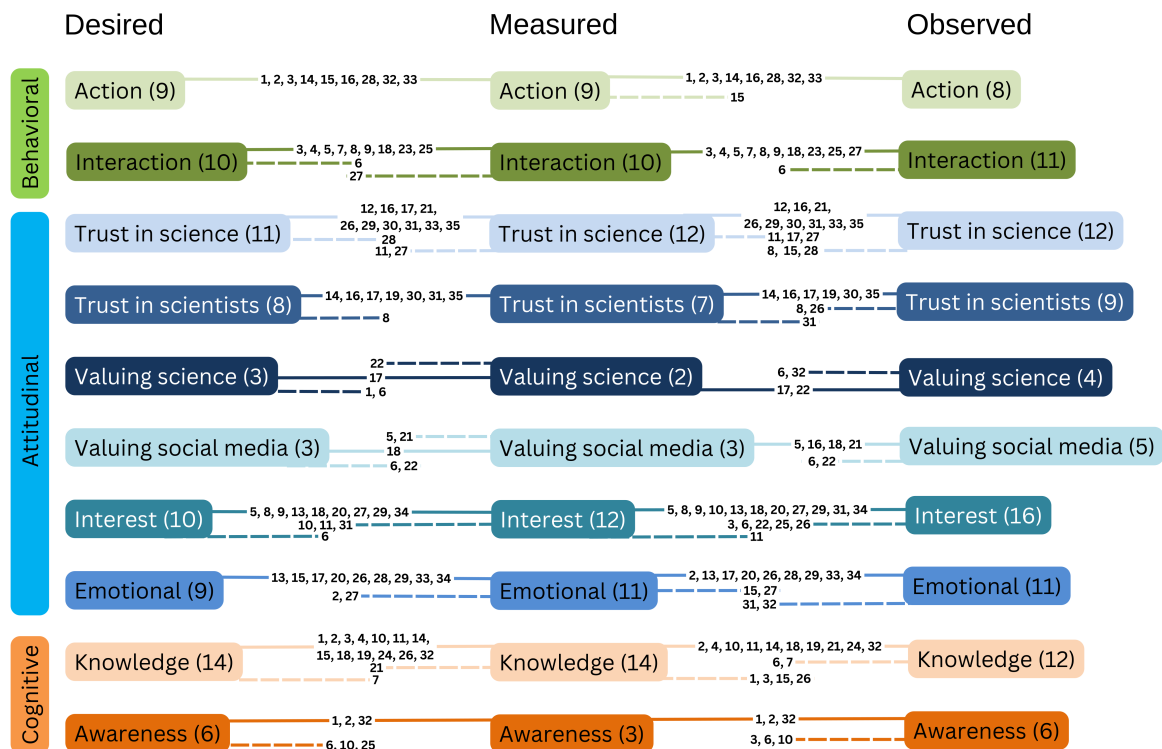 Desired Measured Observed
Behavioral
Action (9) 1, 2, 3, 14, 15, 16, 28, 32, 33 Action (9) 1, 2, 3, 14, 16, 28, 32, 33 Action (8)
15
Interaction (10) 3, 4, 5, 7, 8, 9, 18, 23, 25 Interaction (10) 3, 4, 5, 7, 8, 9, 18, 23, 25, 27 Interaction (11)
6 6
27
Attitudinal
12, 16, 17, 21, 12, 16, 21,
Trust in science (11) 26, 29, 30, 31, 33, 35 Trust in science (12) 26, 29, 30, 31, 33, 35 Trust in science (12)
28 11, 17, 27
11, 27 8, 15, 28
Trust in scientists (8) 14, 16, 17, 19, 30, 31, 35 Trust in scientists (7) 14, 16, 17, 19, 30, 35 Trust in scientists (9)
8 8, 26
31
22 6, 32
Valuing science (3) 17 Valuing science (2) 17, 22 Valuing science (4)
1, 6
5, 21
Valuing social media (3) 18 Valuing social media (3) 5, 16, 18, 21 Valuing social media (5)
6, 22 6, 22
Interest (10) 5, 8, 9, 13, 18, 20, 27, 29, 34 Interest (12) 5, 8, 9, 10, 13, 18, 20, 27, 29, 31, 34 Interest (16)
10, 11, 31 3, 6, 22, 25, 26
6 11
Emotional (9) 13, 15, 17, 20, 26, 28, 29, 33, 34 Emotional (11) 2, 13, 17, 20, 26, 28, 29, 33, 34 Emotional (11)
2, 27 15, 27
31, 32
Cognitive
1, 2, 3, 4, 10, 11, 14,
Knowledge (14) 15, 18, 19, 24, 26, 32 Knowledge (14) 2, 4, 10, 11, 14, 18, 19, 21, 24, 32 Knowledge (12)
21 6, 7
7 1, 3, 15, 26
Awareness (6) 1, 2, 32 Awareness (3) 1, 2, 32 Awareness (6)
6, 10, 25 3, 6, 10